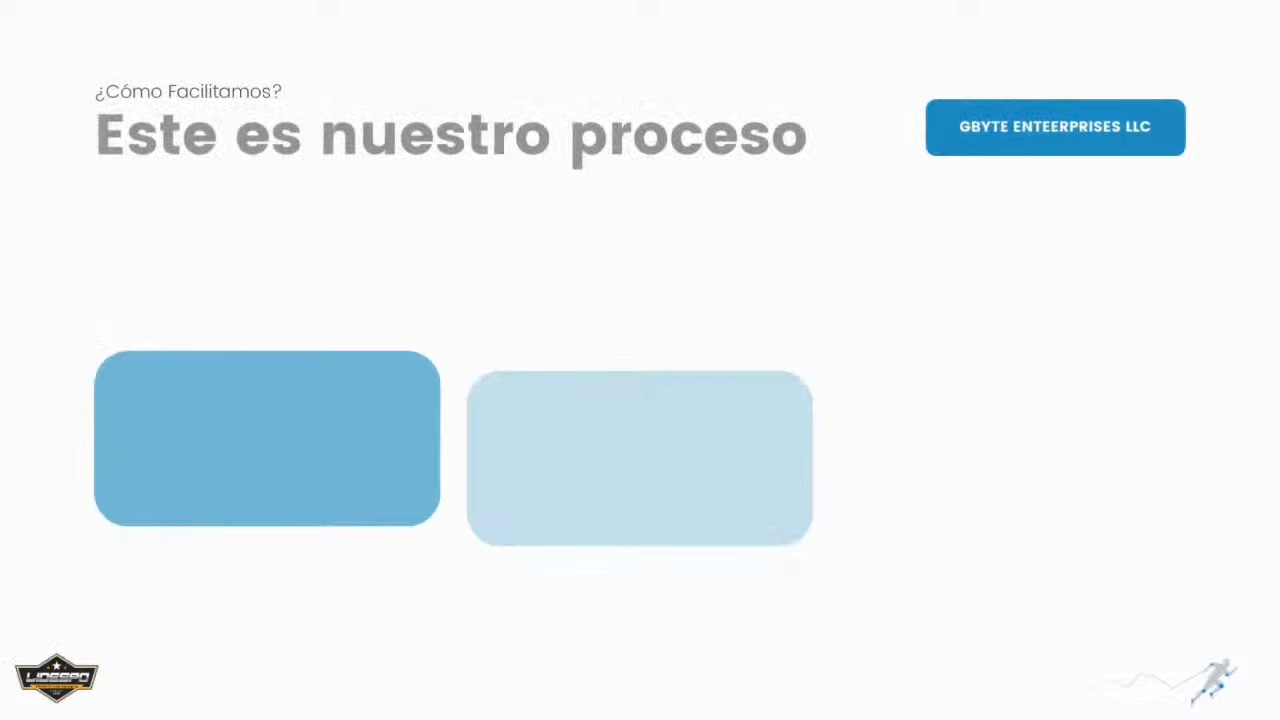 ¿Cómo Facilitamos?
Este es nuestro proceso
GBYTE ENTEERPRISES LLC